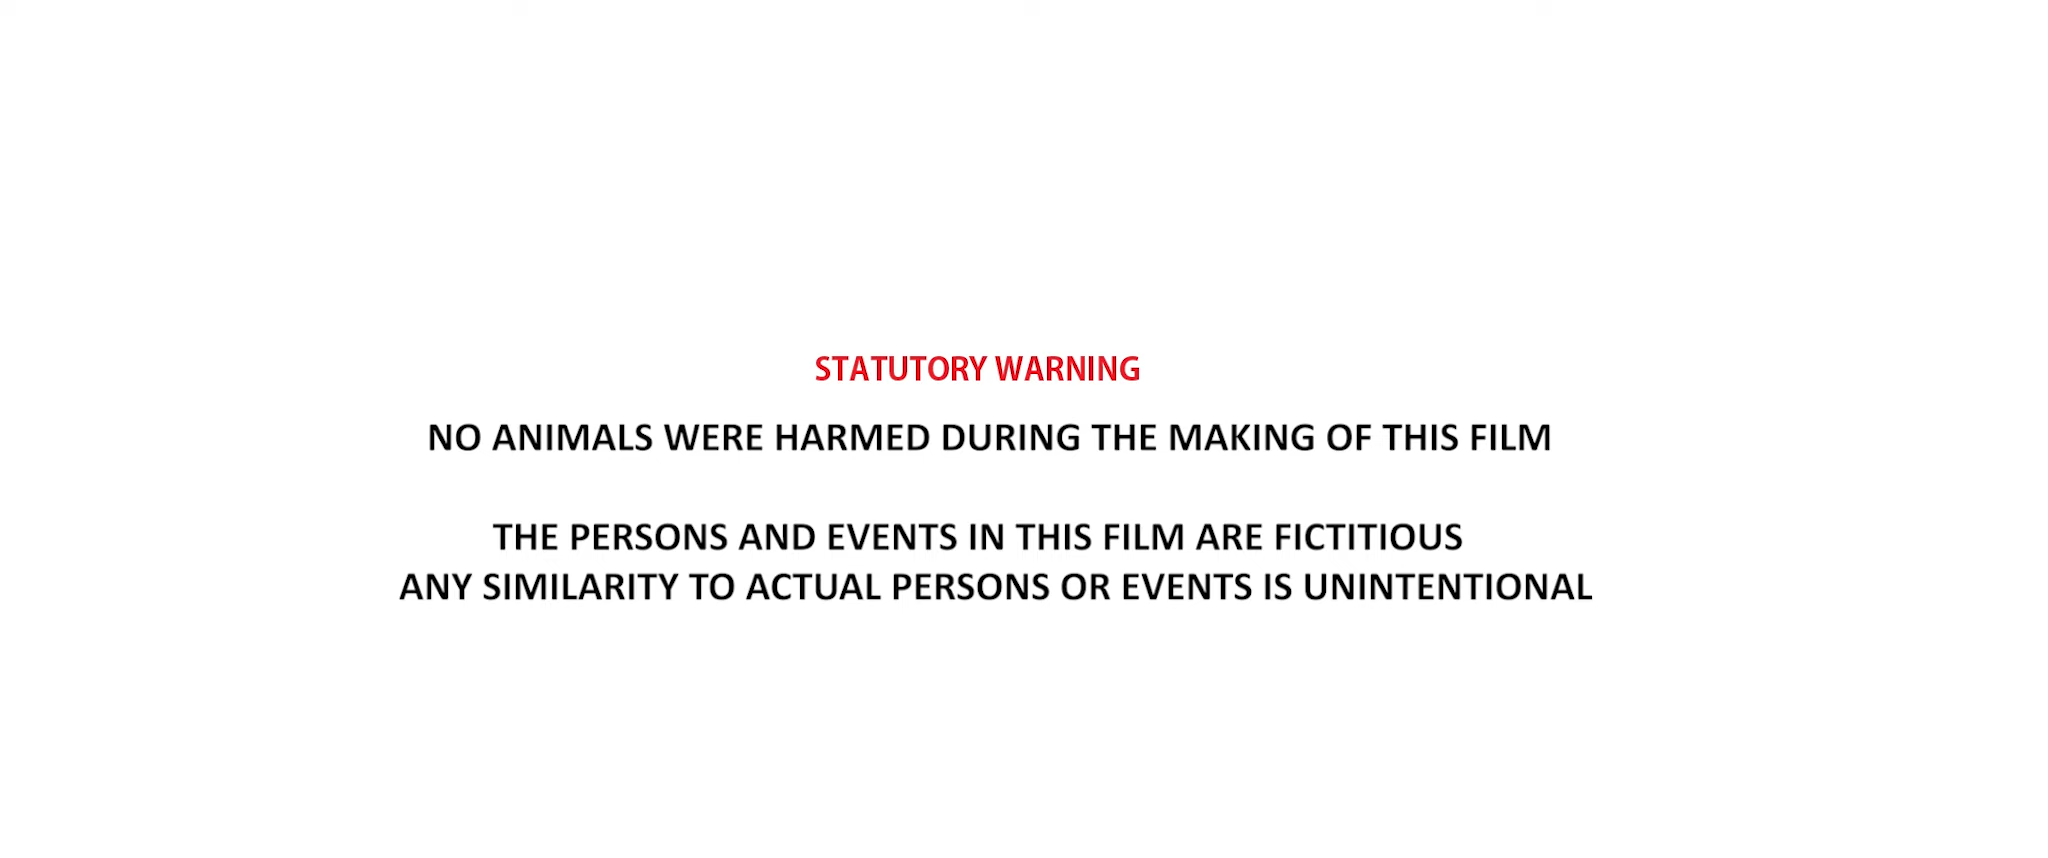 STATUTORY WARNING
NO ANIMALS WERE HARMED DURING THE MAKING OF THIS FILM
THE PERSONS AND EVENTS IN THIS FILM ARE FICTITIOUS
ANY SIMILARITY TO ACTUAL PERSONS OR EVENTS IS UNINTENTIONAL